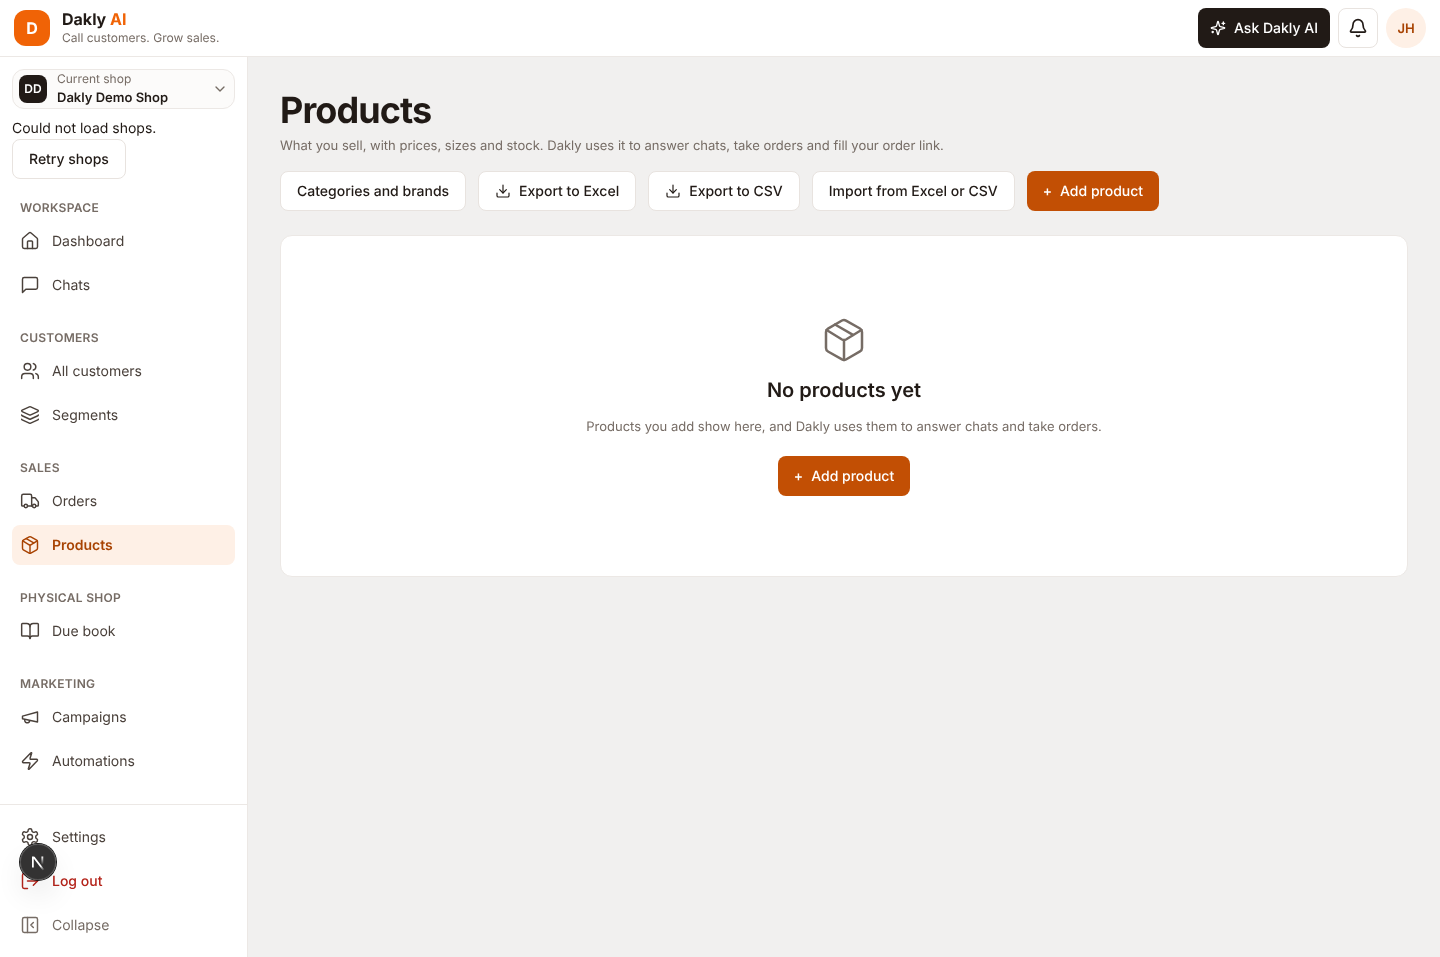 D
Dakly AI
Call customers. Grow sales.
Ask Dakly AI
JH
DD
Current shop
Dakly Demo Shop
Could not load shops.
Retry shops
WORKSPACE
Dashboard
Chats
CUSTOMERS
All customers
Segments
SALES
Orders
Products
PHYSICAL SHOP
Due book
MARKETING
Campaigns
Automations
Settings
N
Log out
Collapse
Products
What you sell, with prices, sizes and stock. Dakly uses it to answer chats, take orders and fill your order link.
Categories and brands
Export to Excel
Export to CSV
Import from Excel or CSV
+ Add product
No products yet
Products you add show here, and Dakly uses them to answer chats and take orders.
+ Add product